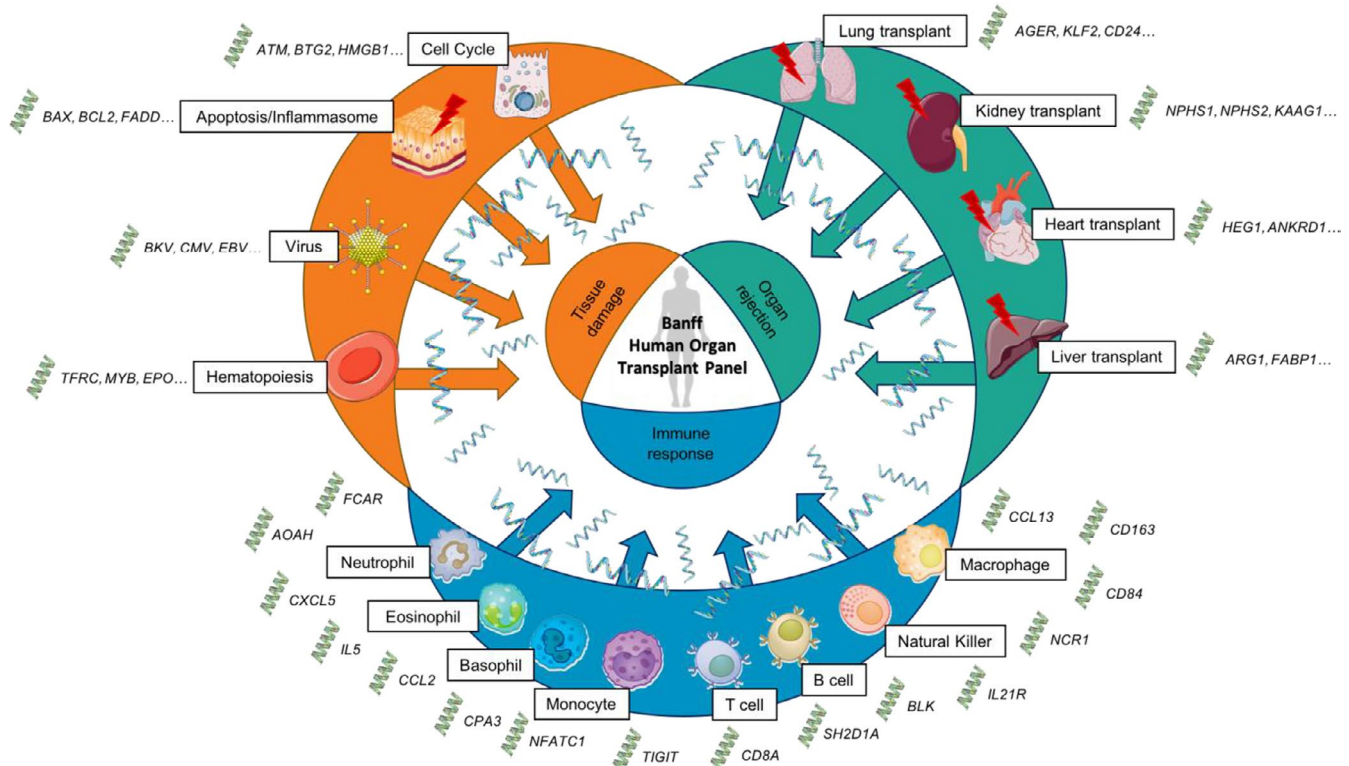 ATM, BTG2, HMGB1...
Cell Cycle
BAX, BCL2, FADD...
Apoptosis/Inflammasome
BKV, CMV, EBV...
Virus
TFRC, MYB, EPO...
Hematopoiesis
Lung transplant
AGER, KLF2, CD24...
Kidney transplant
NPHS1, NPHS2, KAAG1...
Heart transplant
HEG1, ANKRD1...
Liver transplant
ARG1, FABP1...
Tissue
damage
Organ
rejection
Banff
Human Organ
Transplant Panel
Immune
response
FCAR
AOAH
Neutrophil
CXCL5
Eosinophil
IL5
Basophil
CCL2
Monocyte
CPA3
NFATC1
TIGIT
T cell
CD8A
B cell
SH2D1A
BLK
Natural Killer
IL21R
NCR1
Macrophage
CD84
CCL13
CD163